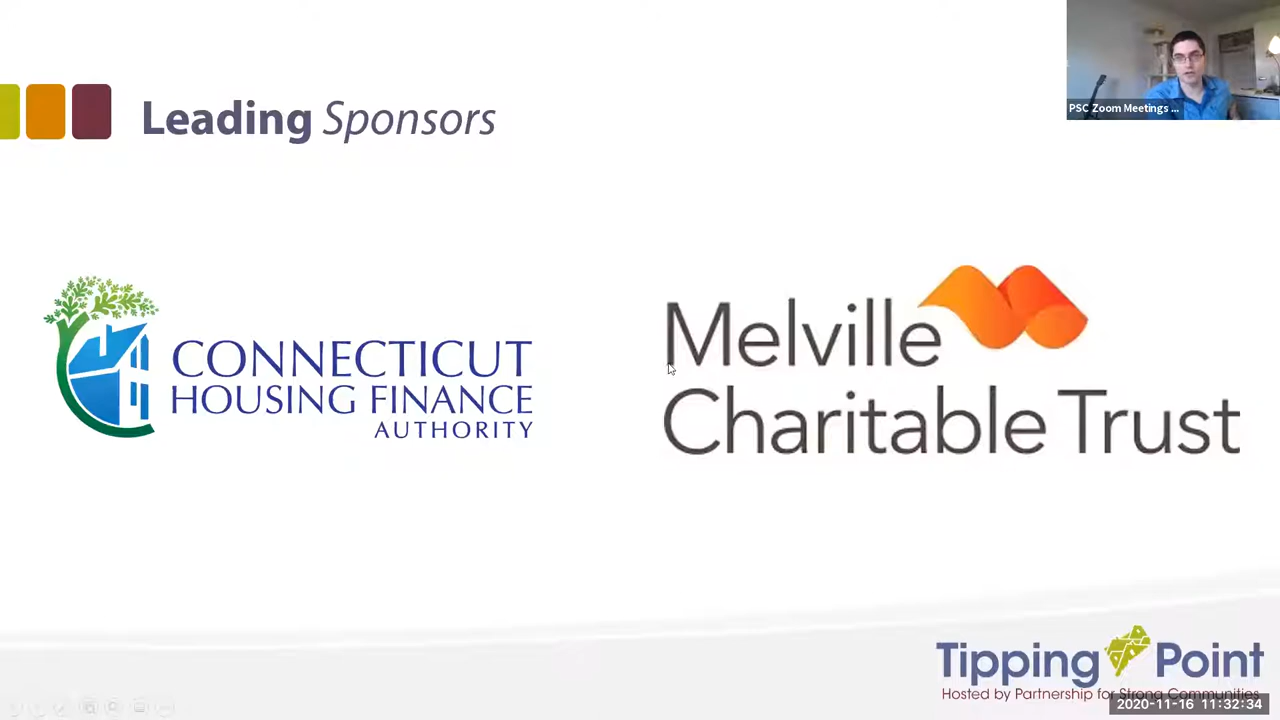 PSC Zoom Meetings ...
Leading Sponsors
CONNECTICUT
HOUSING FINANCE
AUTHORITY
Melville
Charitable Trust
Tipping Point
Hosted by Partnership for Strong Communities
2020-11-16 11:32:34